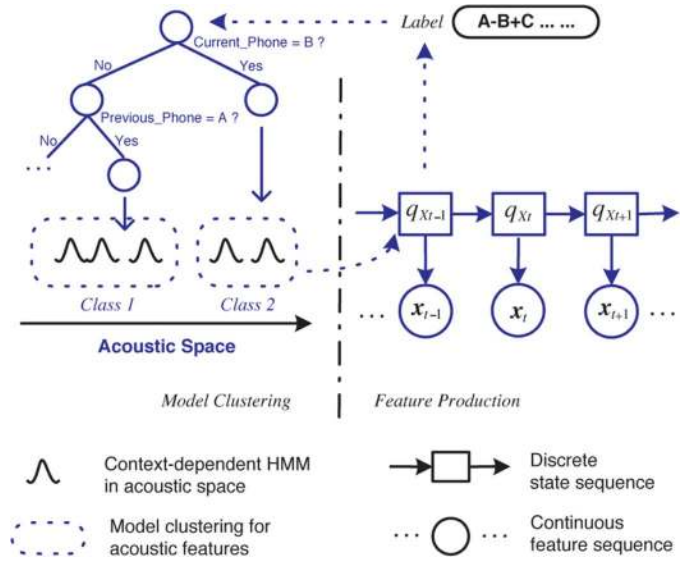 Label A-B+C ... ...
Current_Phone = B ?
No Yes
Previous_Phone = A ?
No Yes
...
q_{Xt-1} q_{Xt} q_{Xt+1}
Class 1 Class 2
... x_{t-1} x_t x_{t+1} ...
Acoustic Space
Model Clustering Feature Production
Context-dependent HMM
in acoustic space
Discrete
state sequence
Model clustering for
acoustic features
... ...
Continuous
feature sequence